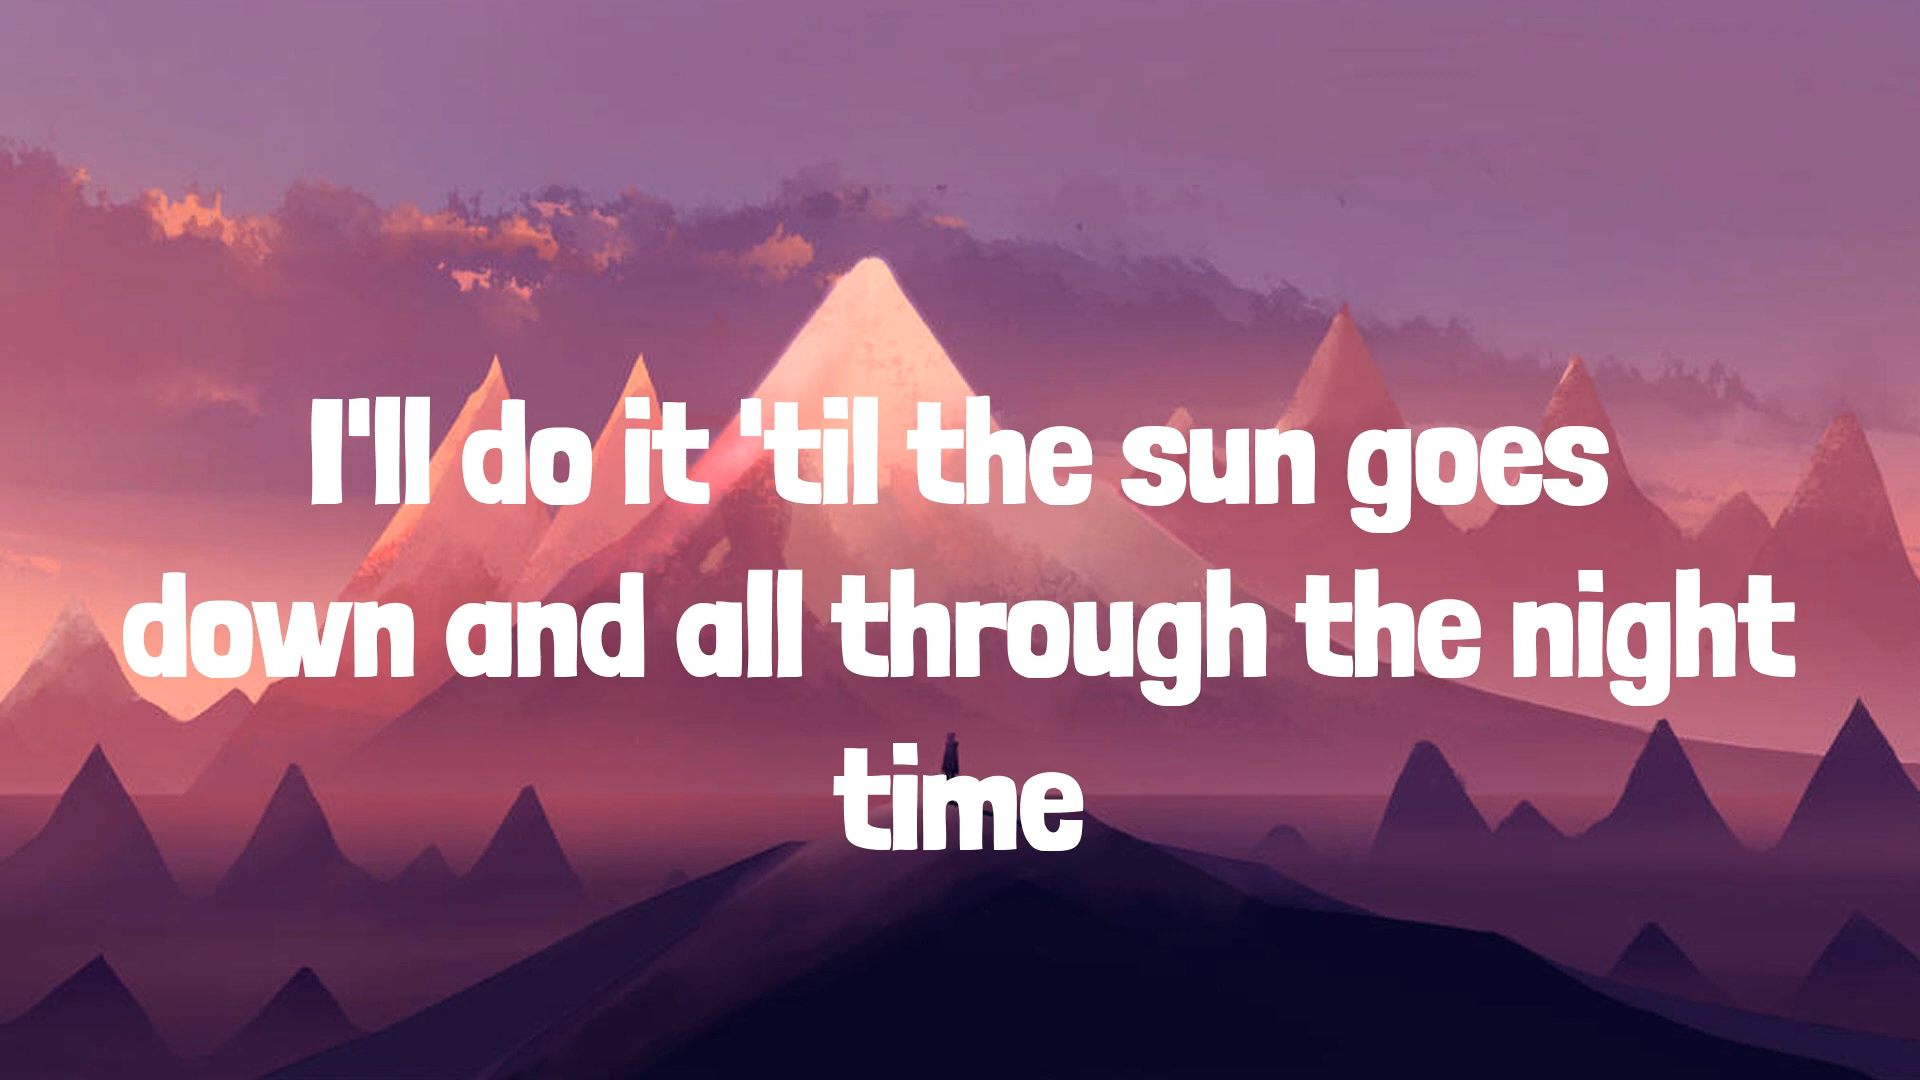 I'll do it 'til the sun goes
down and all through the night
time